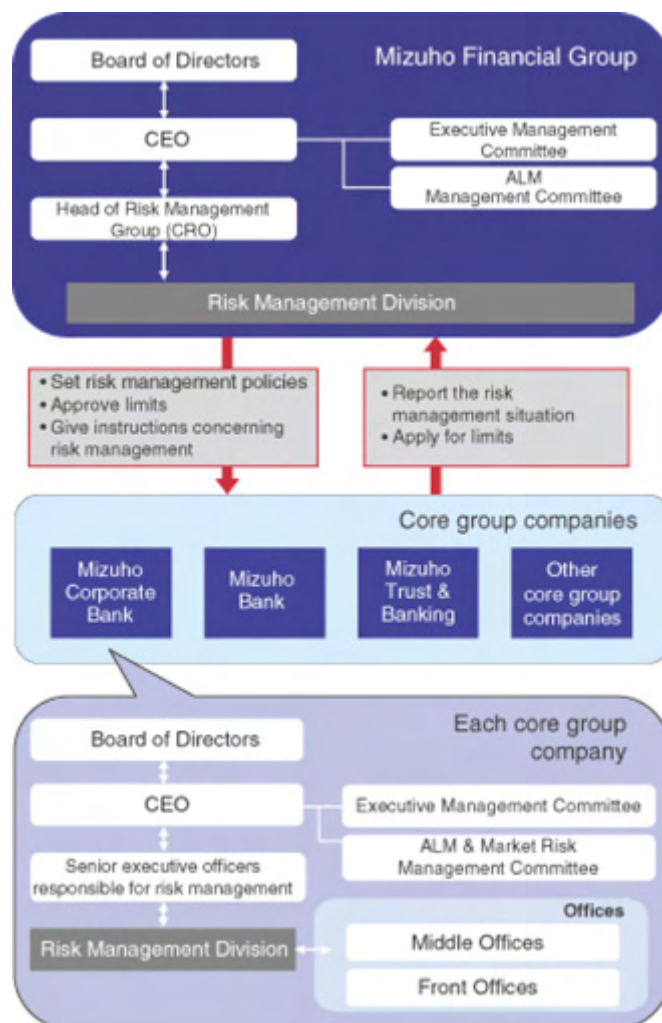 Mizuho Financial Group
Board of Directors
CEO
Executive Management
Committee
ALM
Management Committee
Head of Risk Management
Group (CRO)
Risk Management Division
• Set risk management policies
• Approve limits
• Give instructions concerning
risk management
• Report the risk
management situation
• Apply for limits
Core group companies
Mizuho
Corporate
Bank
Mizuho
Bank
Mizuho
Trust &
Banking
Other
core group
companies
Each core group
company
Board of Directors
CEO
Executive Management Committee
ALM & Market Risk
Management Committee
Senior executive officers
responsible for risk management
Risk Management Division
Offices
Middle Offices
Front Offices